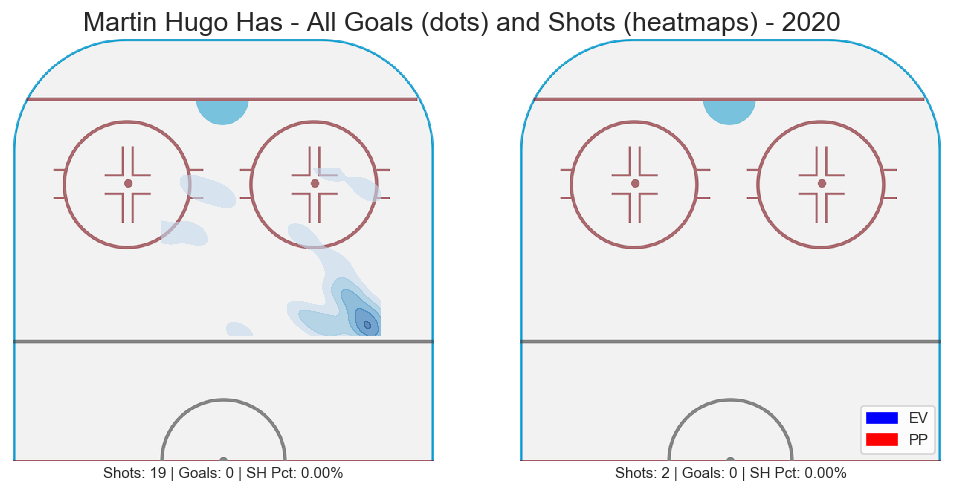 Martin Hugo Has - All Goals (dots) and Shots (heatmaps) - 2020
EV
PP
Shots: 19 | Goals: 0 | SH Pct: 0.00%
Shots: 2 | Goals: 0 | SH Pct: 0.00%